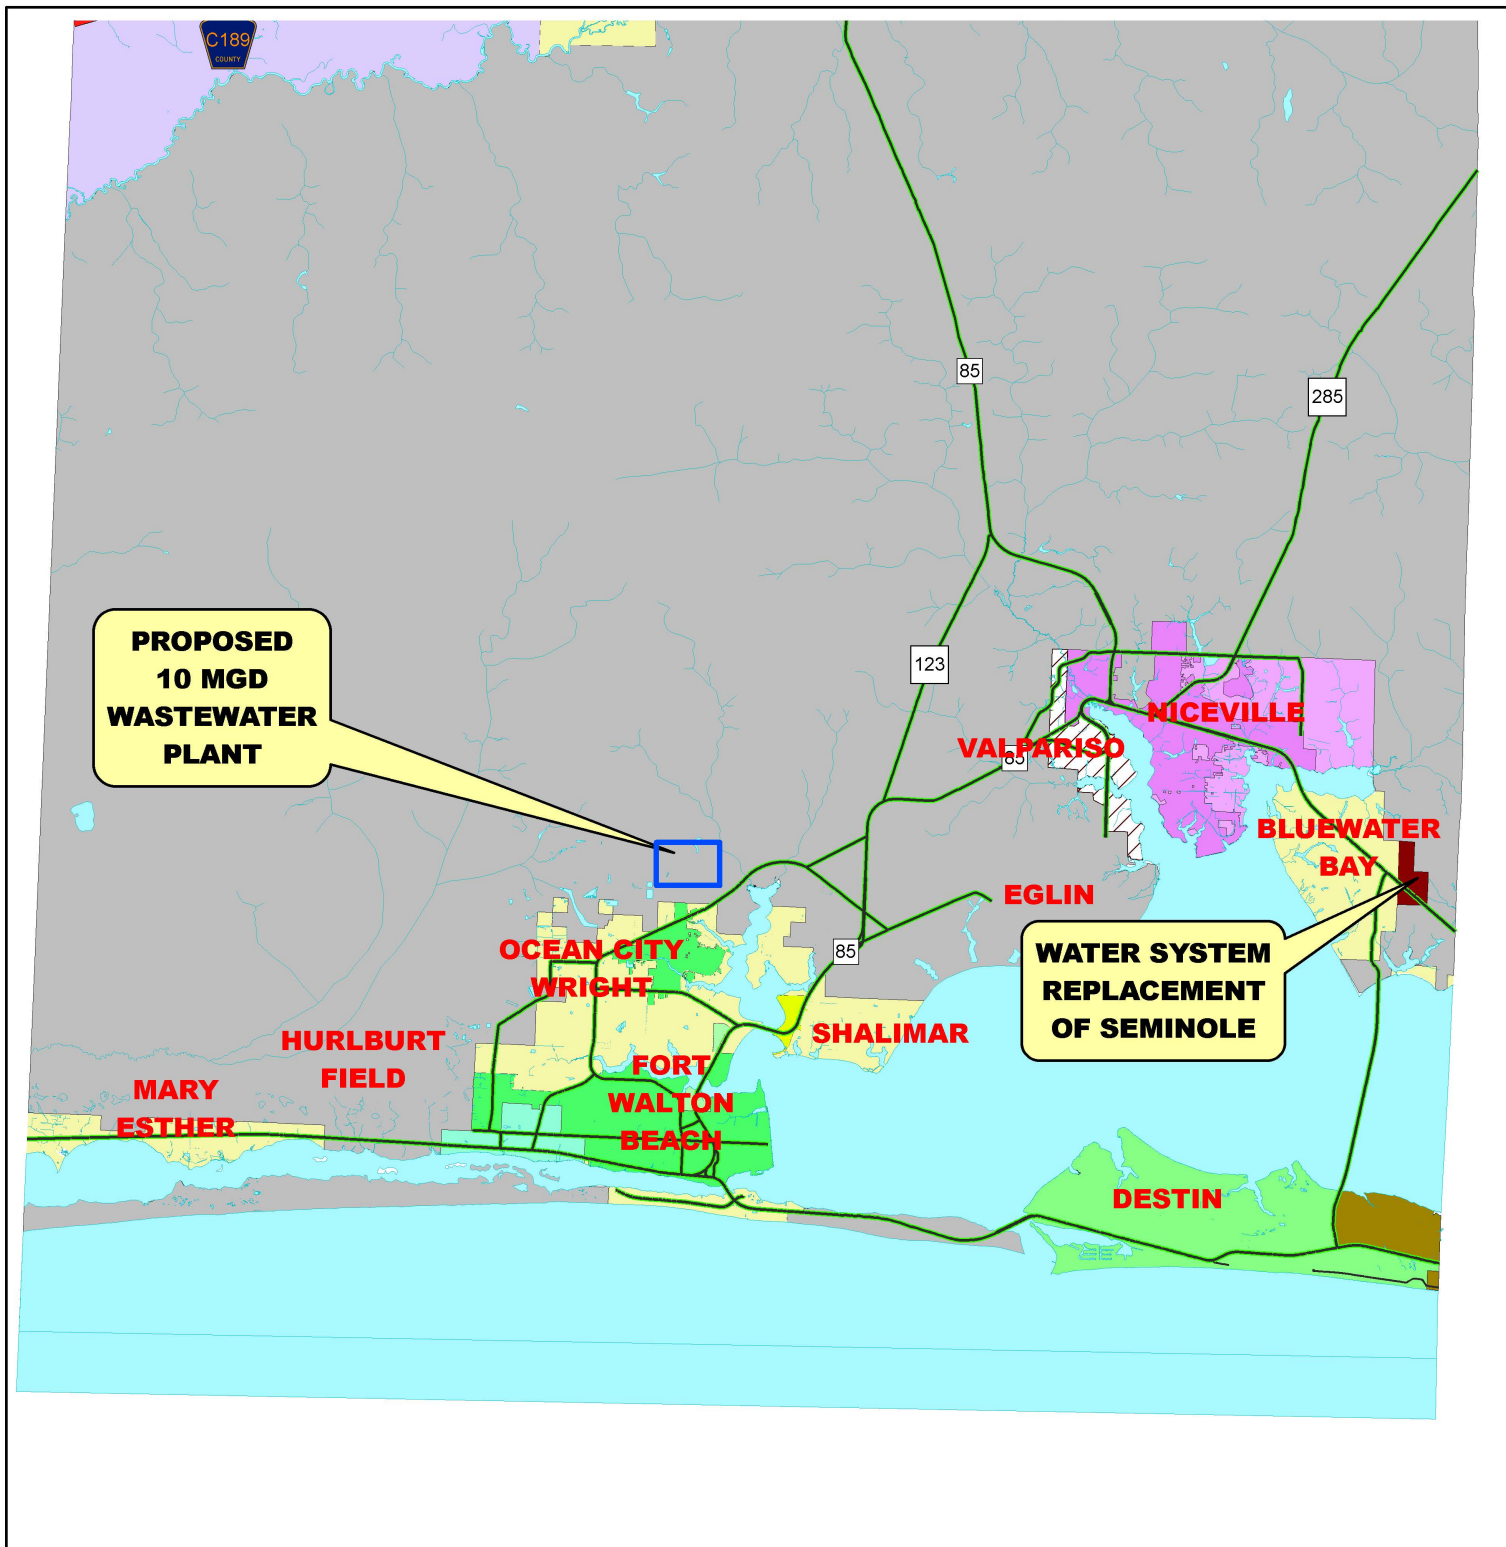 C189
COUNTY
85
285
PROPOSED
10 MGD
WASTEWATER
PLANT
123
NICEVILLE
VALPARISO
85
BLUEWATER
BAY
EGLIN
OCEAN CITY
WRIGHT
85
WATER SYSTEM
REPLACEMENT
OF SEMINOLE
HURLBURT
FIELD
SHALIMAR
MARY
ESTHER
FORT
WALTON
BEACH
DESTIN